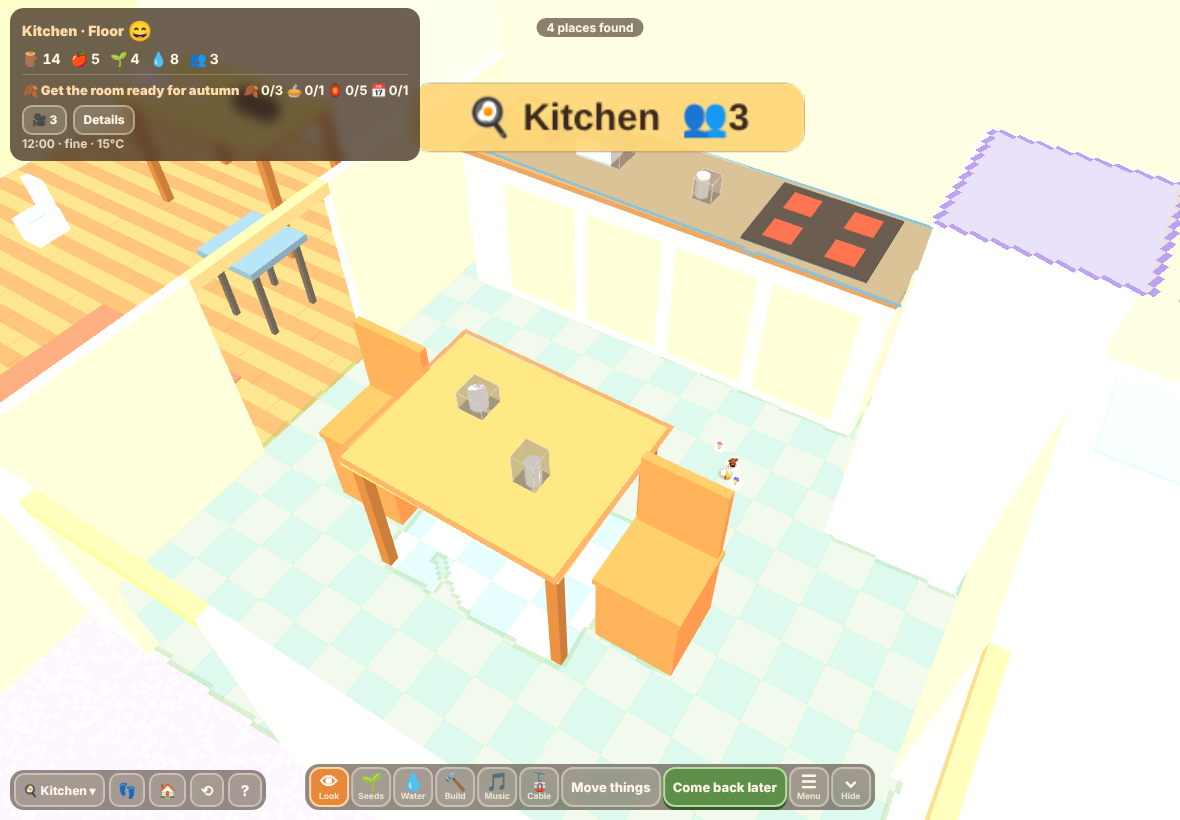 Kitchen · Floor
14 5 4 8 3
Get the room ready for autumn 0/3 0/1 0/5 0/1
3 Details
12:00 · fine · 15°C
4 places found
Kitchen 3
Kitchen ▾
?
Look
Seeds
Water
Build
Music
Cable
Move things
Come back later
Menu
Hide